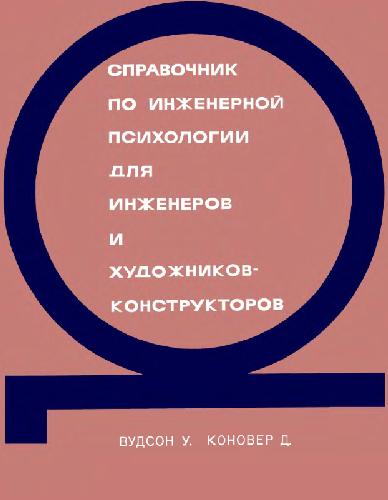 СПРАВОЧНИК
ПО ИНЖЕНЕРНОЙ
ПСИХОЛОГИИ
ДЛЯ
ИНЖЕНЕРОВ
И
ХУДОЖНИКОВ-
КОНСТРУКТОРОВ
ВУДСОН У. КОНОВЕР Д.